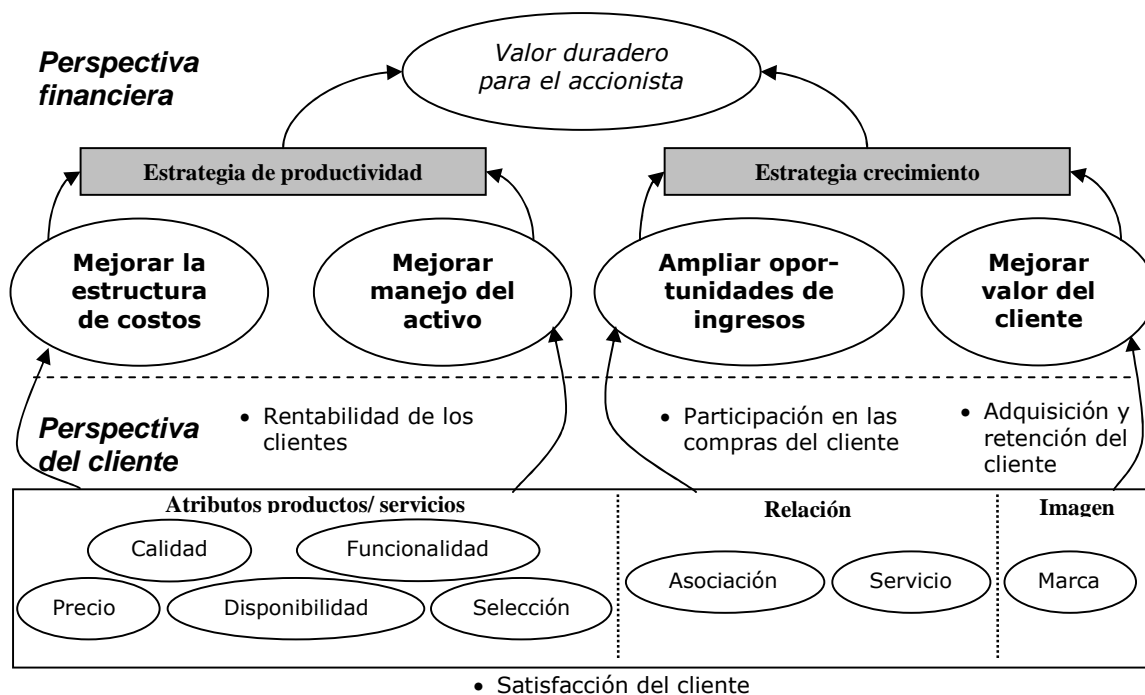 Perspectiva
financiera
Valor duradero
para el accionista
Estrategia de productividad
Estrategia crecimiento
Mejorar la
estructura
de costos
Mejorar
manejo del
activo
Ampliar opor-
tunidades de
ingresos
Mejorar
valor del
cliente
Perspectiva
del cliente
• Rentabilidad de los
clientes
• Participación en las
compras del cliente
• Adquisición y
retención del
cliente
Atributos productos/ servicios
Relación
Imagen
Calidad
Funcionalidad
Precio
Disponibilidad
Selección
Asociación
Servicio
Marca
• Satisfacción del cliente